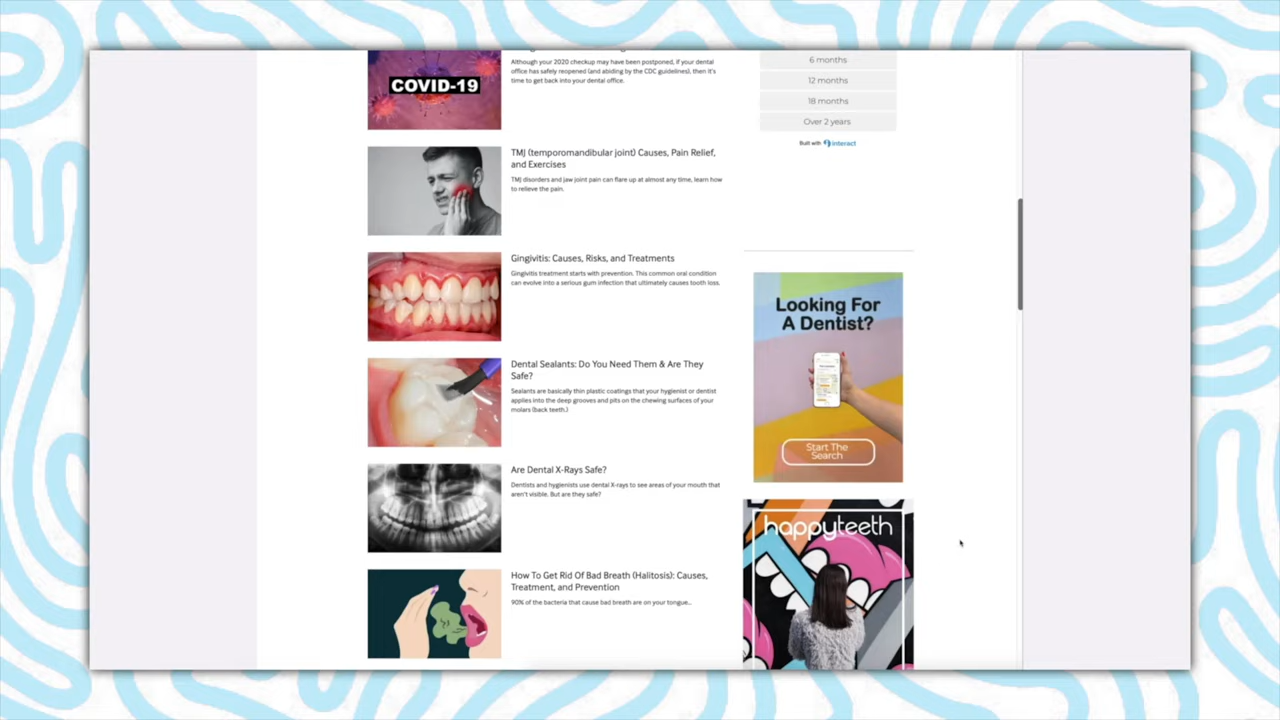 COVID-19
Although your 2020 checkup may have been postponed, if your dental
office has safely reopened (and abiding by the CDC guidelines), then it's
time to get back into your dental office.
TMJ (temporomandibular joint) Causes, Pain Relief,
and Exercises
TMJ disorders and jaw joint pain can flare up at almost any time, learn how
to relieve the pain.
Gingivitis: Causes, Risks, and Treatments
Gingivitis treatment starts with prevention. This common oral condition
can evolve into a serious gum infection that ultimately causes tooth loss.
Dental Sealants: Do You Need Them & Are They
Safe?
Sealants are basically thin plastic coatings that your hygienist or dentist
applies into the deep grooves and pits on the chewing surfaces of your
molars (back teeth.)
Are Dental X-Rays Safe?
Dentists and hygienists use dental X-rays to see areas of your mouth that
aren't visible. But are they safe?
How To Get Rid Of Bad Breath (Halitosis): Causes,
Treatment, and Prevention
90% of the bacteria that cause bad breath are on your tongue...
6 months
12 months
18 months
Over 2 years
Built with interact
Looking For
A Dentist?
Start The
Search
happyteeth